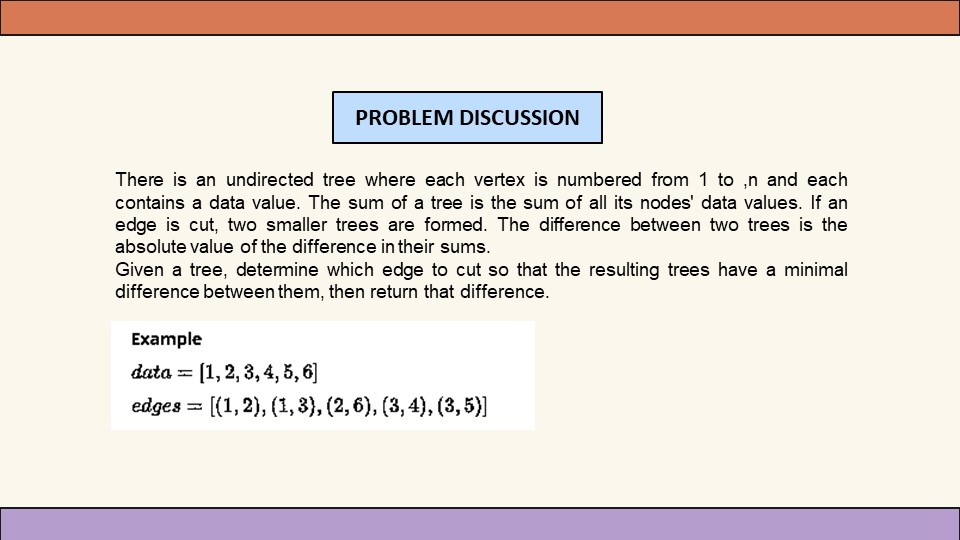 PROBLEM DISCUSSION
There is an undirected tree where each vertex is numbered from 1 to ,n and each
contains a data value. The sum of a tree is the sum of all its nodes' data values. If an
edge is cut, two smaller trees are formed. The difference between two trees is the
absolute value of the difference in their sums.
Given a tree, determine which edge to cut so that the resulting trees have a minimal
difference between them, then return that difference.
Example
data = [1, 2, 3, 4, 5, 6]
edges = [(1, 2), (1, 3), (2, 6), (3, 4), (3, 5)]